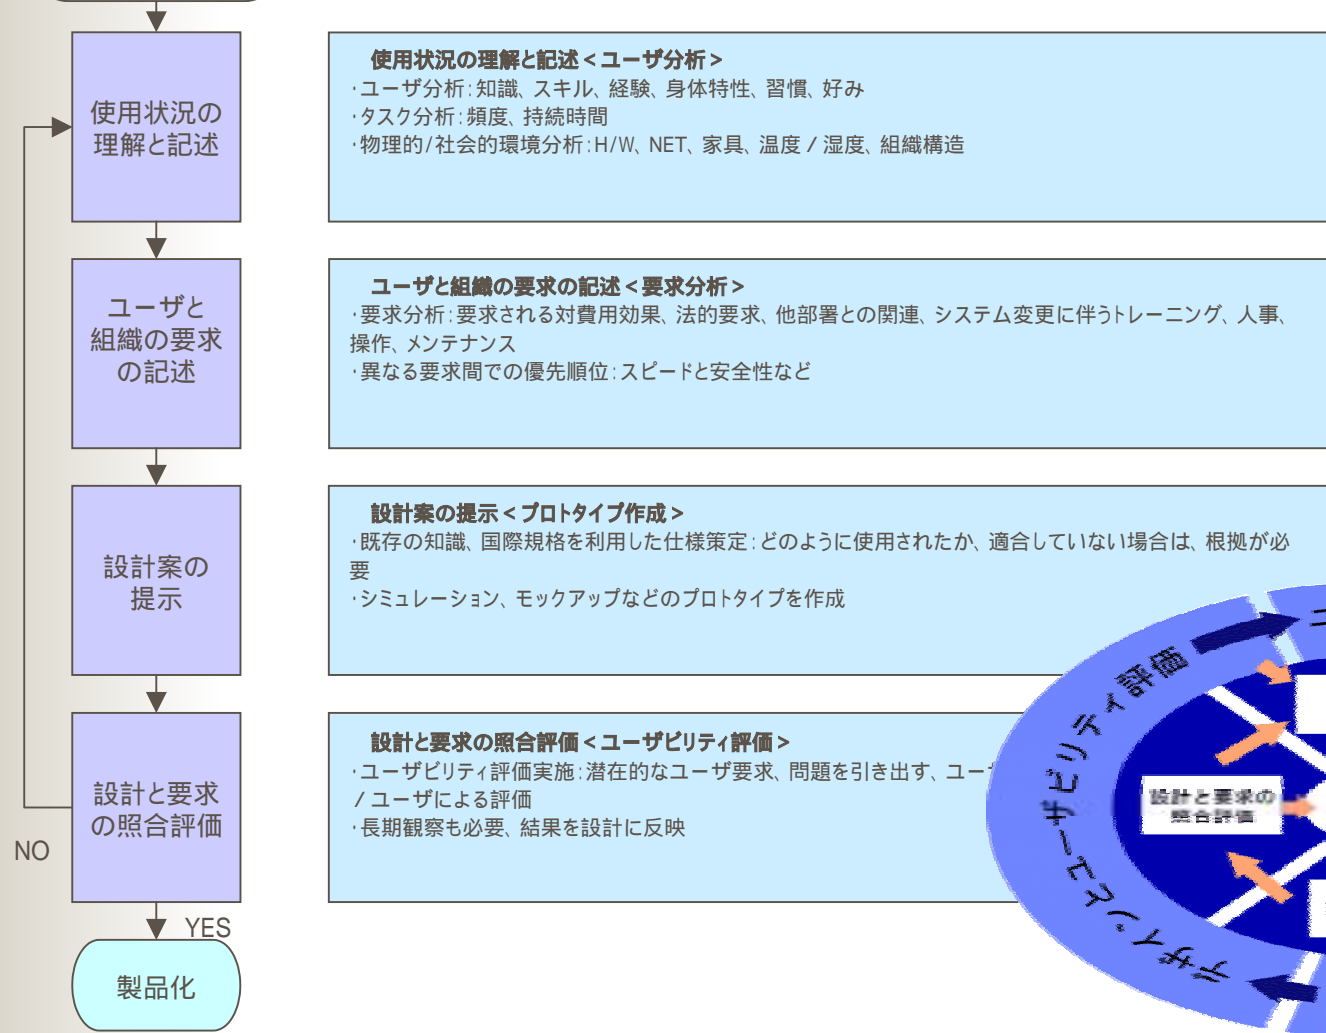 使用状況の
理解と記述
使用状況の理解と記述<ユーザ分析>
・ユーザ分析:知識、スキル、経験、身体特性、習慣、好み
・タスク分析:頻度、持続時間
・物理的/社会的環境分析:H/W、NET、家具、温度/湿度、組織構造
ユーザと
組織の要求
の記述
ユーザと組織の要求の記述<要求分析>
・要求分析:要求される対費用効果、法的要求、他部署との関連、システム変更に伴うトレーニング、人事、
操作、メンテナンス
・異なる要求間での優先順位:スピードと安全性など
設計案の
提示
設計案の提示<プロトタイプ作成>
・既存の知識、国際規格を利用した仕様策定:どのように使用されたか、適合していない場合は、根拠が必
要
・シミュレーション、モックアップなどのプロトタイプを作成
設計と要求
の照合評価
設計と要求の照合評価<ユーザビリティ評価>
・ユーザビリティ評価実施:潜在的なユーザ要求、問題を引き出す、ユー
/ユーザによる評価
・長期観察も必要、結果を設計に反映
NO
YES
製品化
デザインとユーザビリティ評価
設計と要求の
照合評価